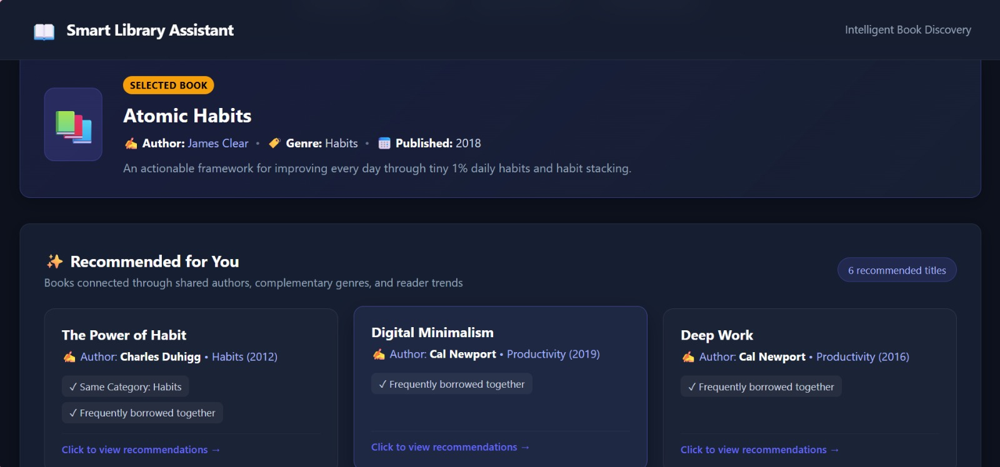 Smart Library Assistant
Intelligent Book Discovery
SELECTED BOOK
Atomic Habits
Author: James Clear • Genre: Habits • Published: 2018
An actionable framework for improving every day through tiny 1% daily habits and habit stacking.
Recommended for You
Books connected through shared authors, complementary genres, and reader trends
6 recommended titles
The Power of Habit
Author: Charles Duhigg • Habits (2012)
✓ Same Category: Habits
✓ Frequently borrowed together
Click to view recommendations →
Digital Minimalism
Author: Cal Newport • Productivity (2019)
✓ Frequently borrowed together
Click to view recommendations →
Deep Work
Author: Cal Newport • Productivity (2016)
✓ Frequently borrowed together
Click to view recommendations →